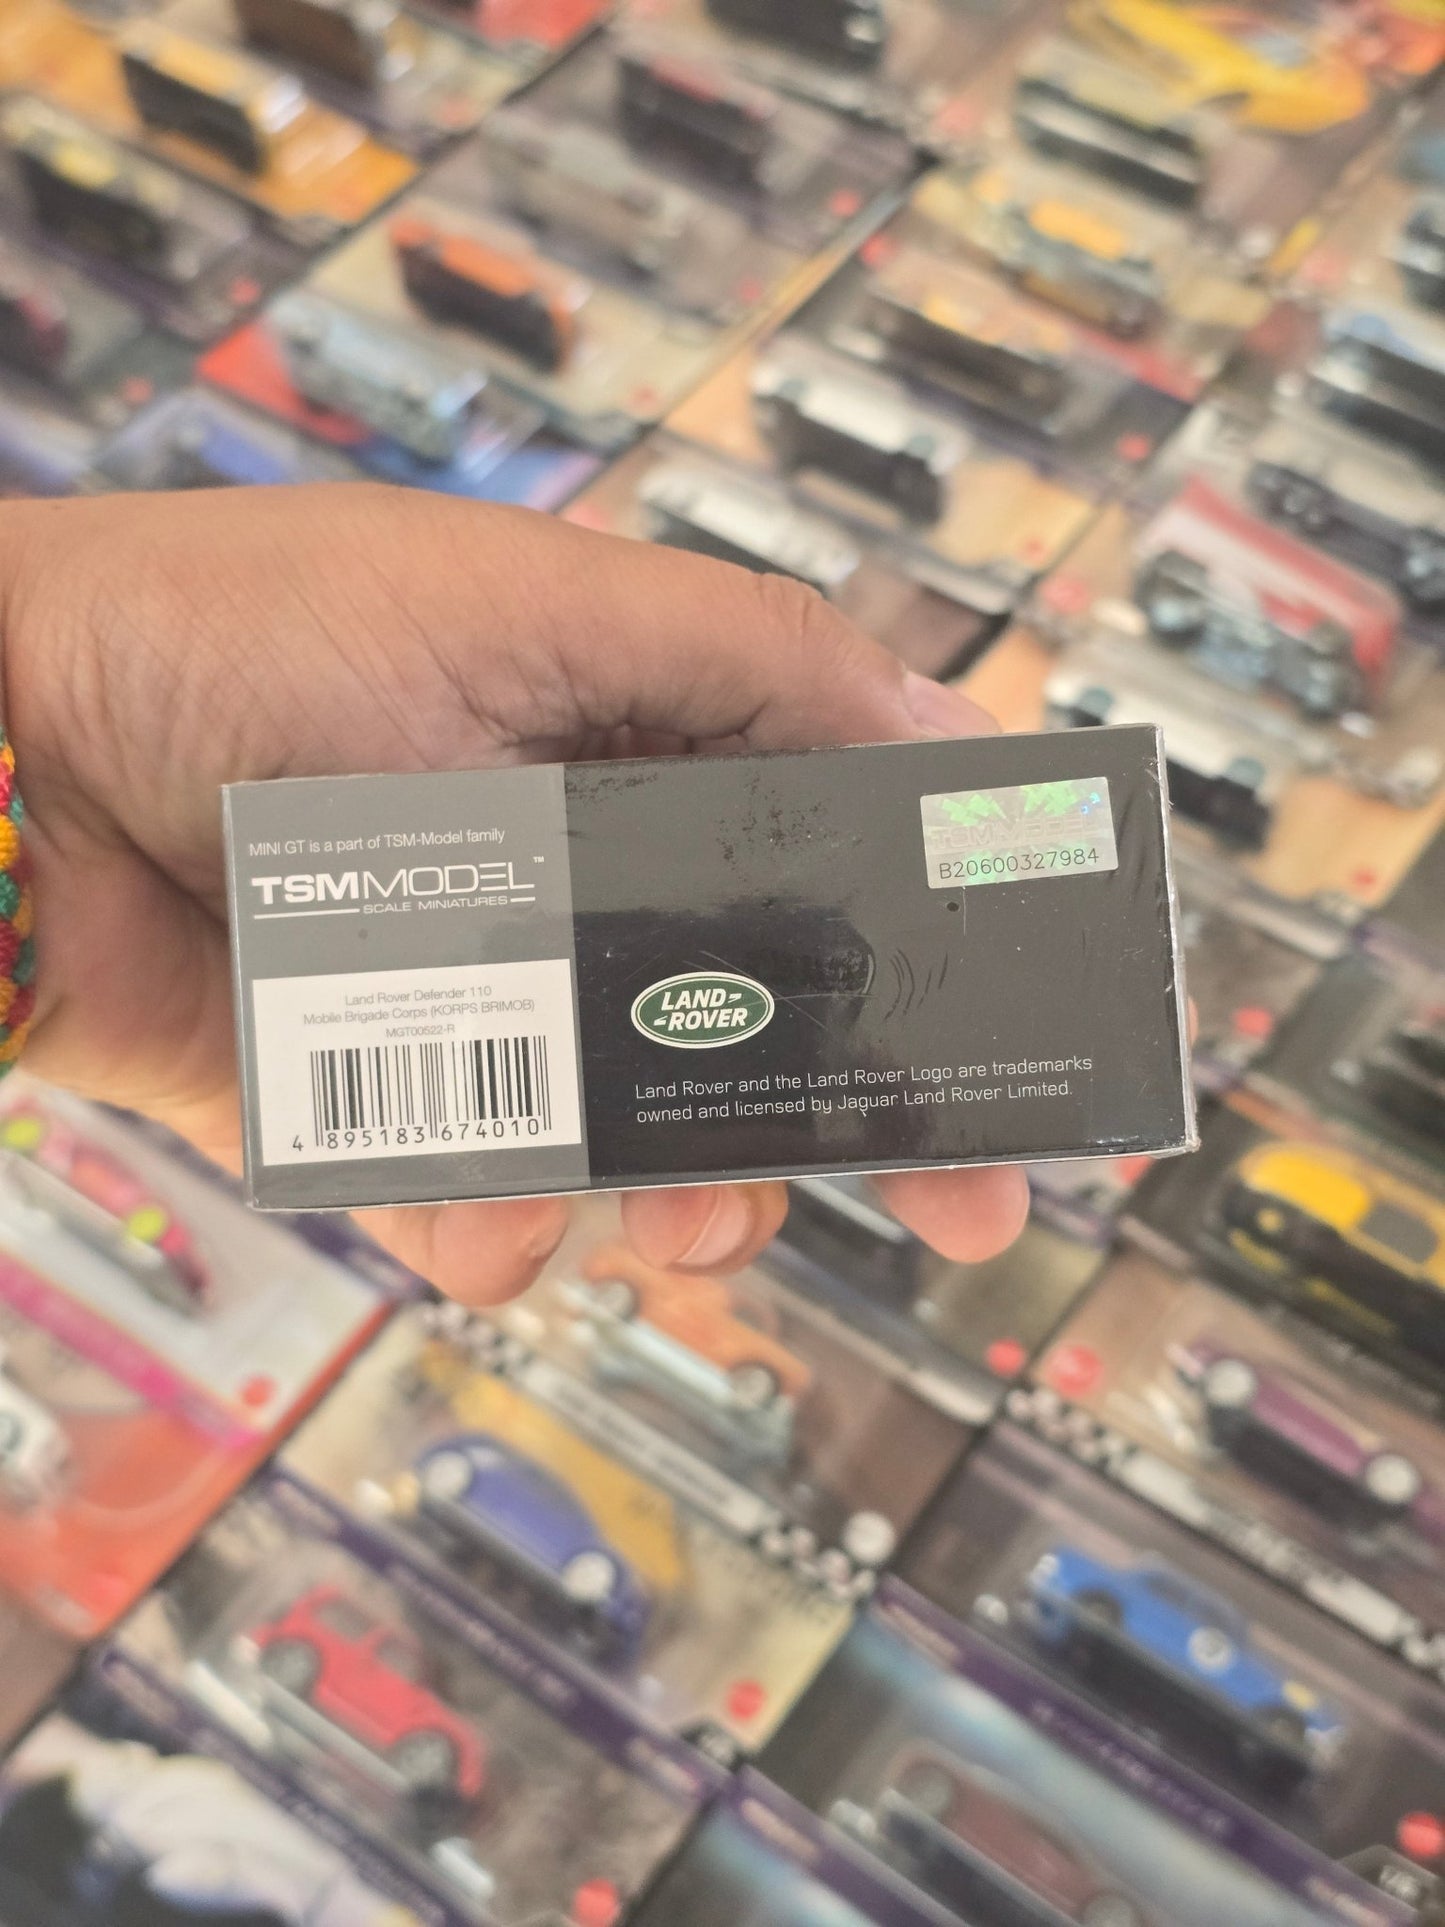 MINI GT is a part of TSM-Model family
TSMMODEL™
SCALE MINIATURES
Land Rover Defender 110
Mobile Brigade Corps (KORPS BRIMOB)
MGT00522-R
4 895183 674010
TSM MODEL
B20600327984
LAND-
-ROVER
Land Rover and the Land Rover Logo are trademarks
owned and licensed by Jaguar Land Rover Limited.